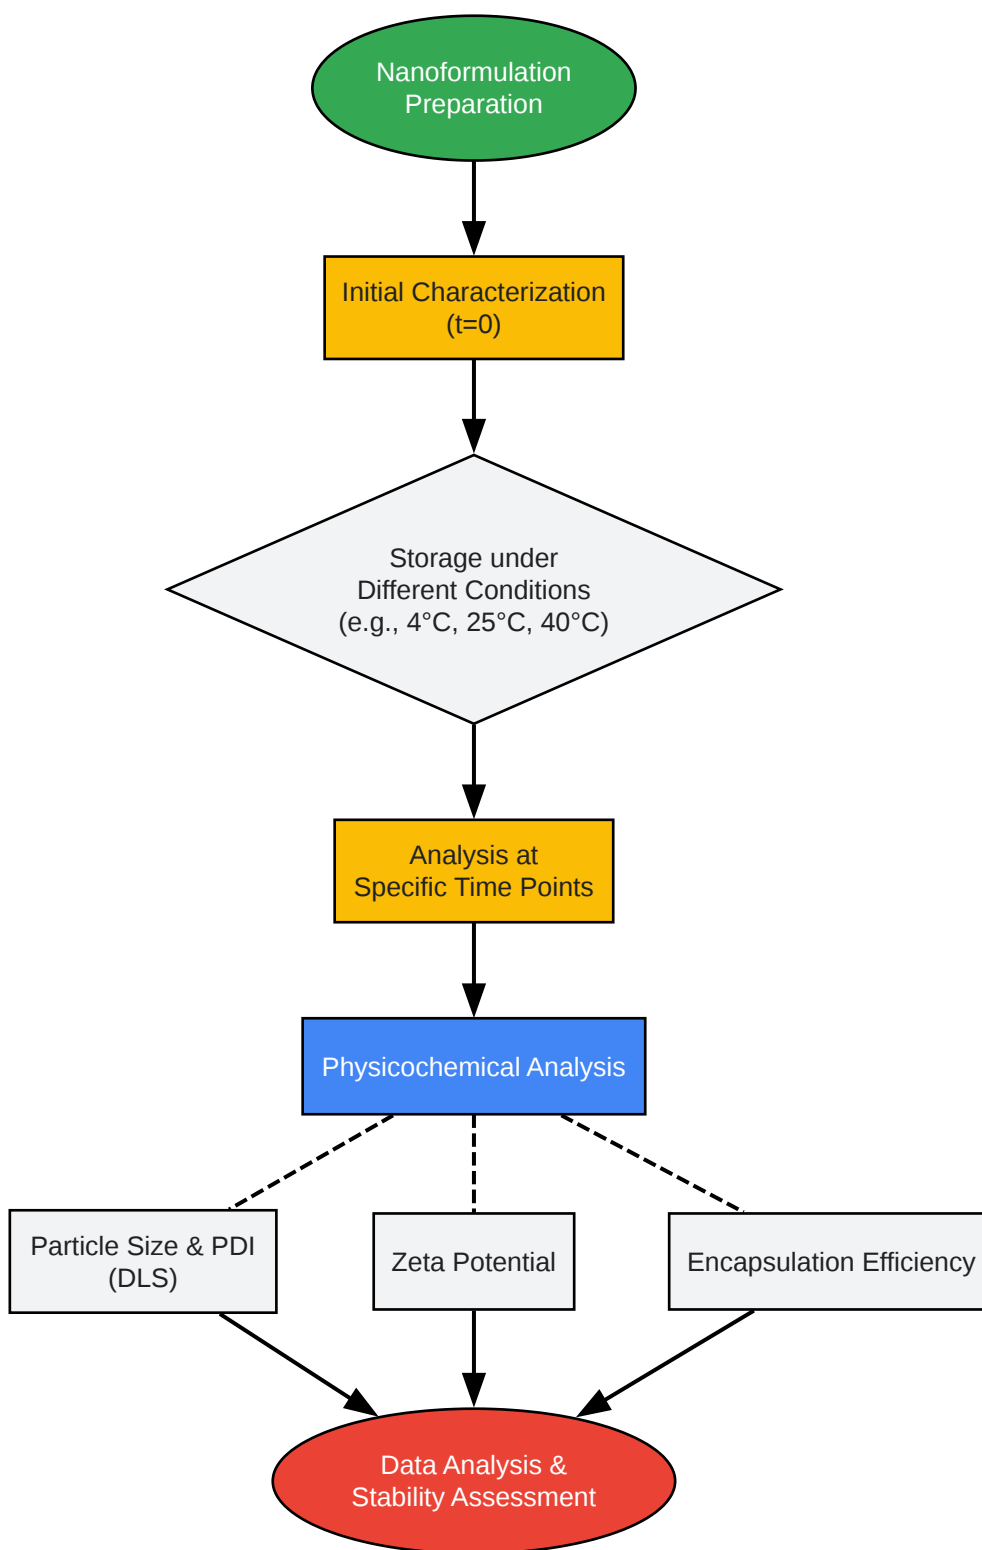 Nanoformulation
Preparation
Initial Characterization
(t=0)
Storage under
Different Conditions
(e.g., 4°C, 25°C, 40°C)
Analysis at
Specific Time Points
Physicochemical Analysis
Particle Size & PDI
(DLS)
Zeta Potential
Encapsulation Efficiency
Data Analysis &
Stability Assessment